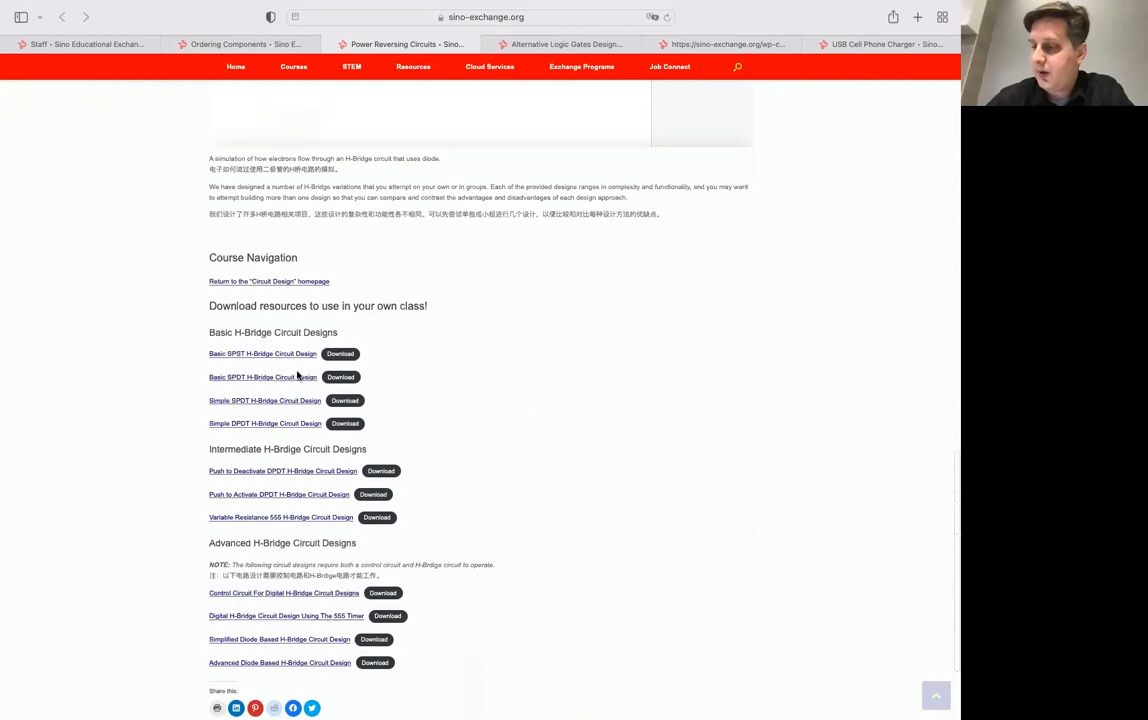 sino-exchange.org
Staff • Sino Educational Exchan...
Ordering Components • Sino E...
Power Reversing Circuits • Sino...
Alternative Logic Gates Design...
https://sino-exchange.org/wp-c...
USB Cell Phone Charger • Sino...
Home
Courses
STEM
Resources
Cloud Services
Exchange Programs
Job Connect
A simulation of how electrons flow through an H-Bridge circuit that uses diode.
电子如何流过使用二极管的H桥电路的模拟。
We have designed a number of H-Bridge variations that you attempt on your own or in groups. Each of the provided designs ranges in complexity and functionality, and you may want
to attempt building more than one design so that you can compare and contrast the advantages and disadvantages of each design approach.
我们设计了许多H桥电路相关项目，这些设计的复杂性和功能性各不相同。可以先尝试单独或小组进行几个设计，以便比较和对比每种设计方法的优缺点。
Course Navigation
Return to the "Circuit Design" homepage
Download resources to use in your own class!
Basic H-Bridge Circuit Designs
Basic SPST H-Bridge Circuit Design Download
Basic SPDT H-Bridge Circuit Design Download
Simple SPDT H-Bridge Circuit Design Download
Simple DPDT H-Bridge Circuit Design Download
Intermediate H-Brdige Circuit Designs
Push to Deactivate DPDT H-Bridge Circuit Design Download
Push to Activate DPDT H-Bridge Circuit Design Download
Variable Resistance 555 H-Bridge Circuit Design Download
Advanced H-Bridge Circuit Designs
NOTE: The following circuit designs require both a control circuit and H-Brdige circuit to operate.
注：以下电路设计需要控制电路和H-Brdige电路才能工作。
Control Circuit For Digital H-Bridge Circuit Designs Download
Digital H-Bridge Circuit Design Using The 555 Timer Download
Simplified Diode Based H-Bridge Circuit Design Download
Advanced Diode Based H-Bridge Circuit Design Download
Share this: